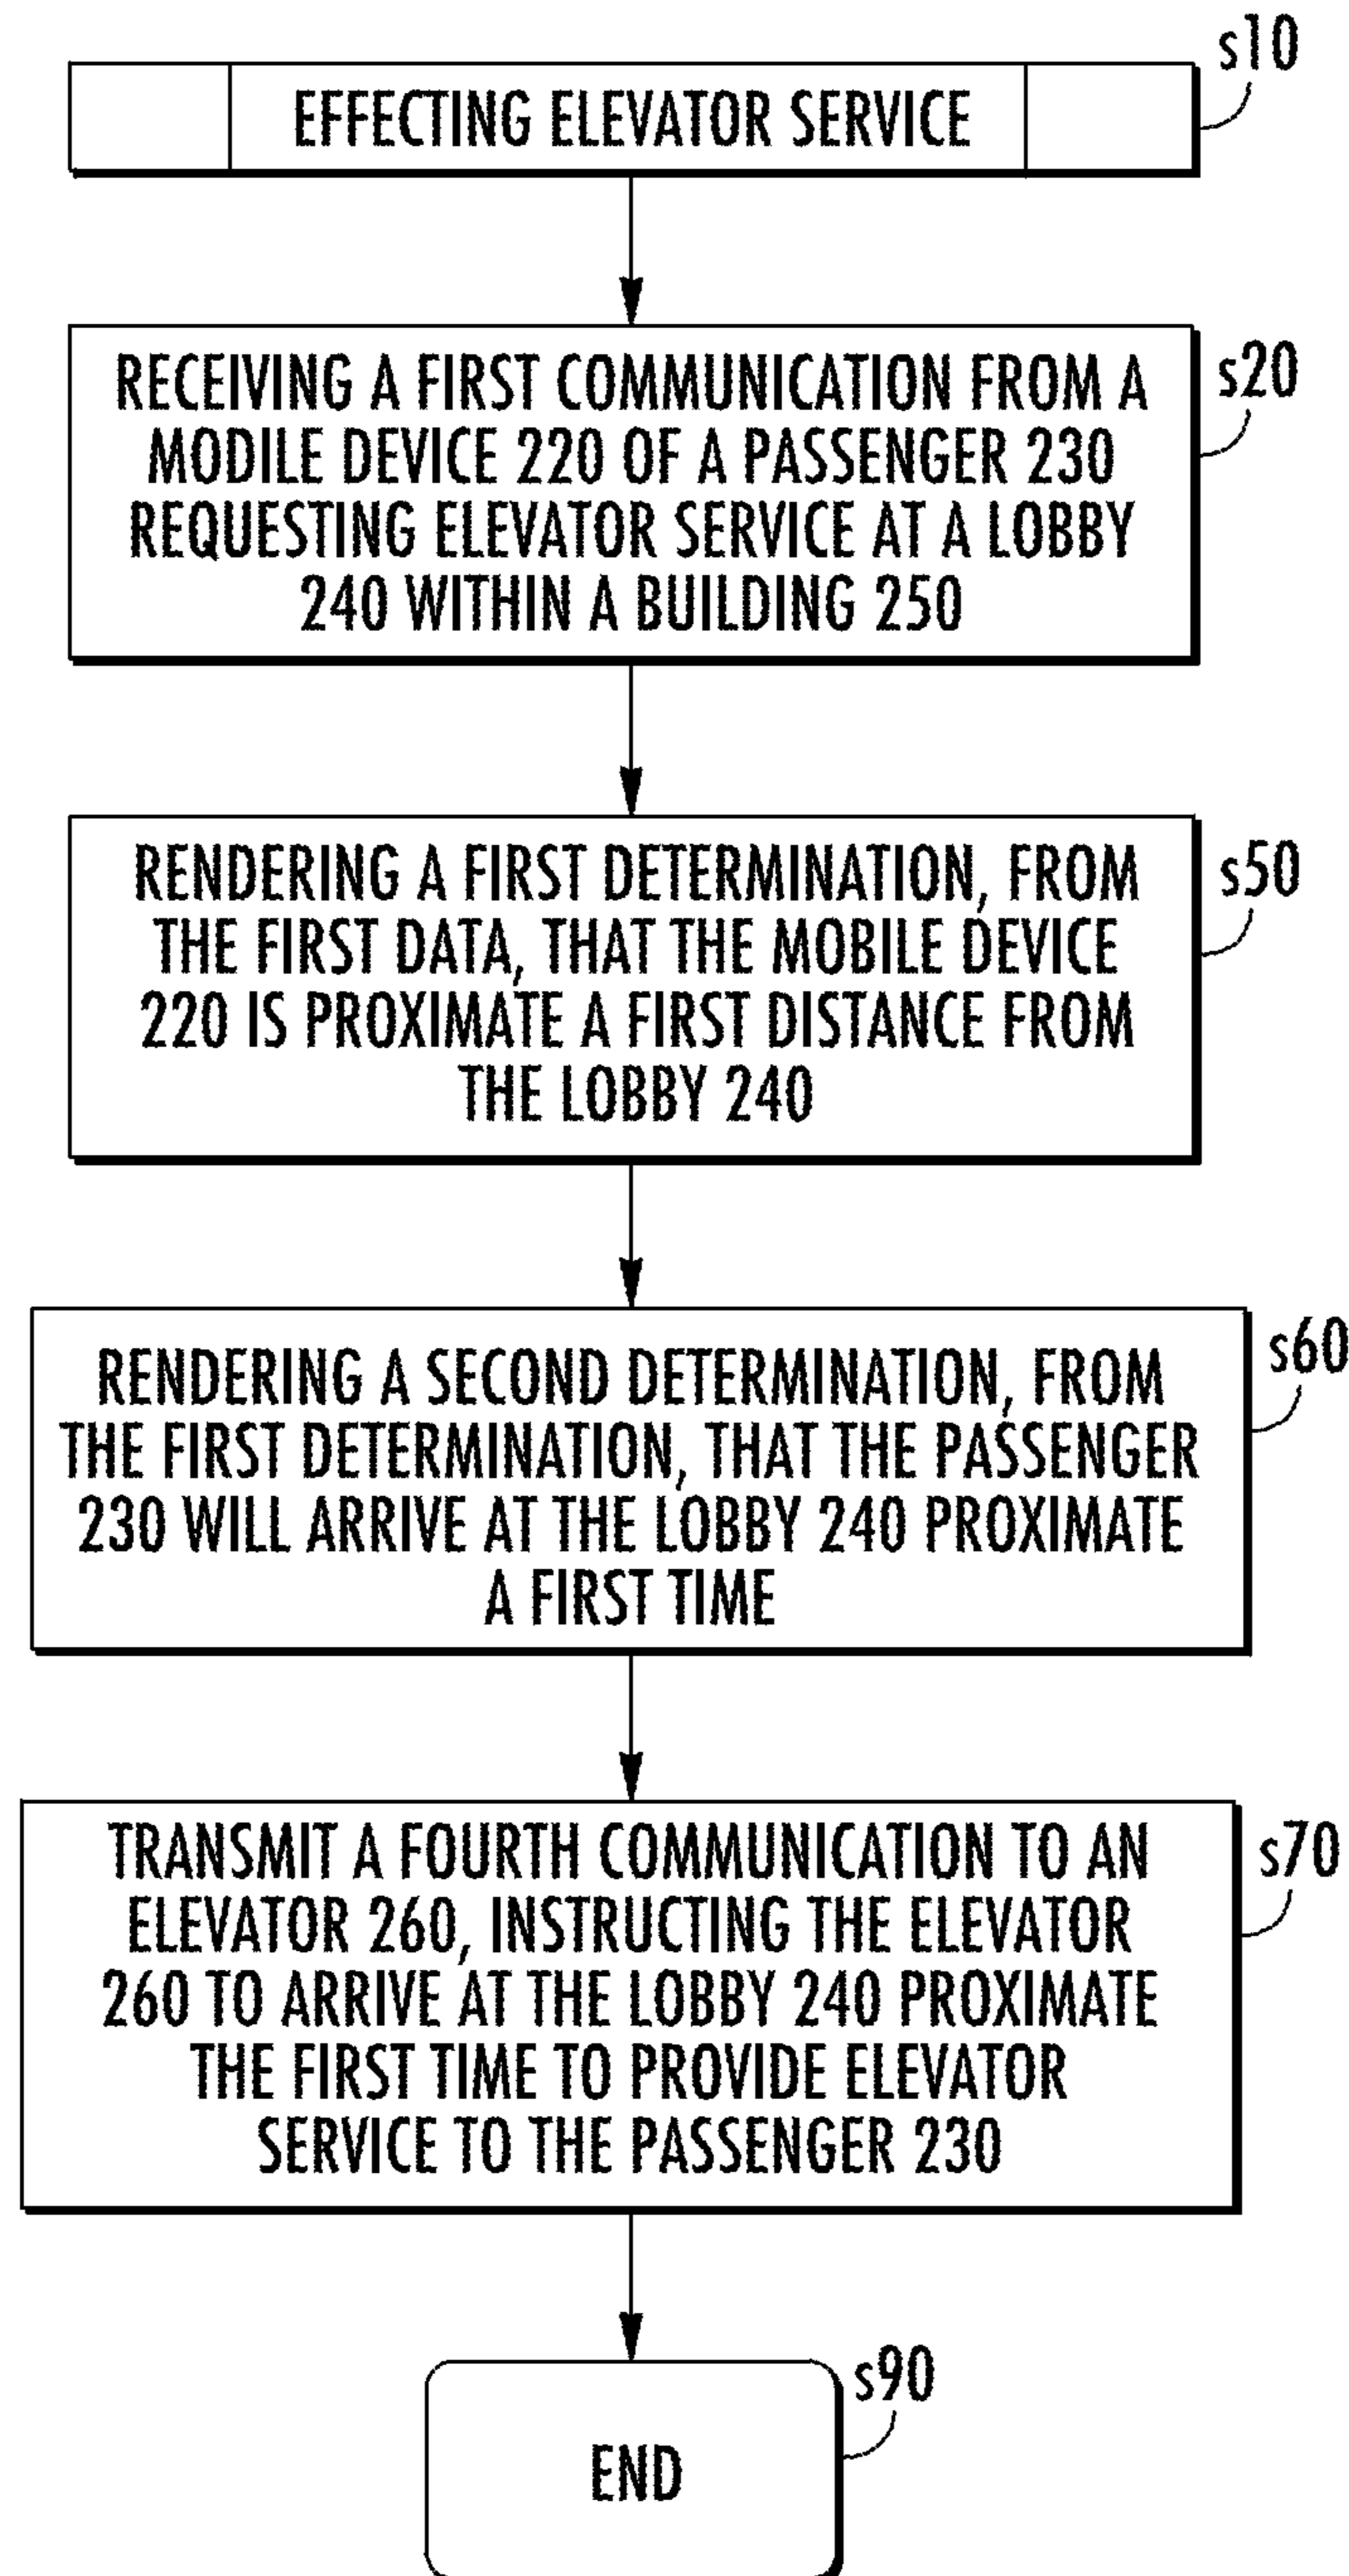 EFFECTING ELEVATOR SERVICE
s10
RECEIVING A FIRST COMMUNICATION FROM A
MODILE DEVICE 220 OF A PASSENGER 230
REQUESTING ELEVATOR SERVICE AT A LOBBY
240 WITHIN A BUILDING 250
s20
RENDERING A FIRST DETERMINATION, FROM
THE FIRST DATA, THAT THE MOBILE DEVICE
220 IS PROXIMATE A FIRST DISTANCE FROM
THE LOBBY 240
s50
RENDERING A SECOND DETERMINATION, FROM
THE FIRST DETERMINATION, THAT THE PASSENGER
230 WILL ARRIVE AT THE LOBBY 240 PROXIMATE
A FIRST TIME
s60
TRANSMIT A FOURTH COMMUNICATION TO AN
ELEVATOR 260, INSTRUCTING THE ELEVATOR
260 TO ARRIVE AT THE LOBBY 240 PROXIMATE
THE FIRST TIME TO PROVIDE ELEVATOR
SERVICE TO THE PASSENGER 230
s70
END
s90